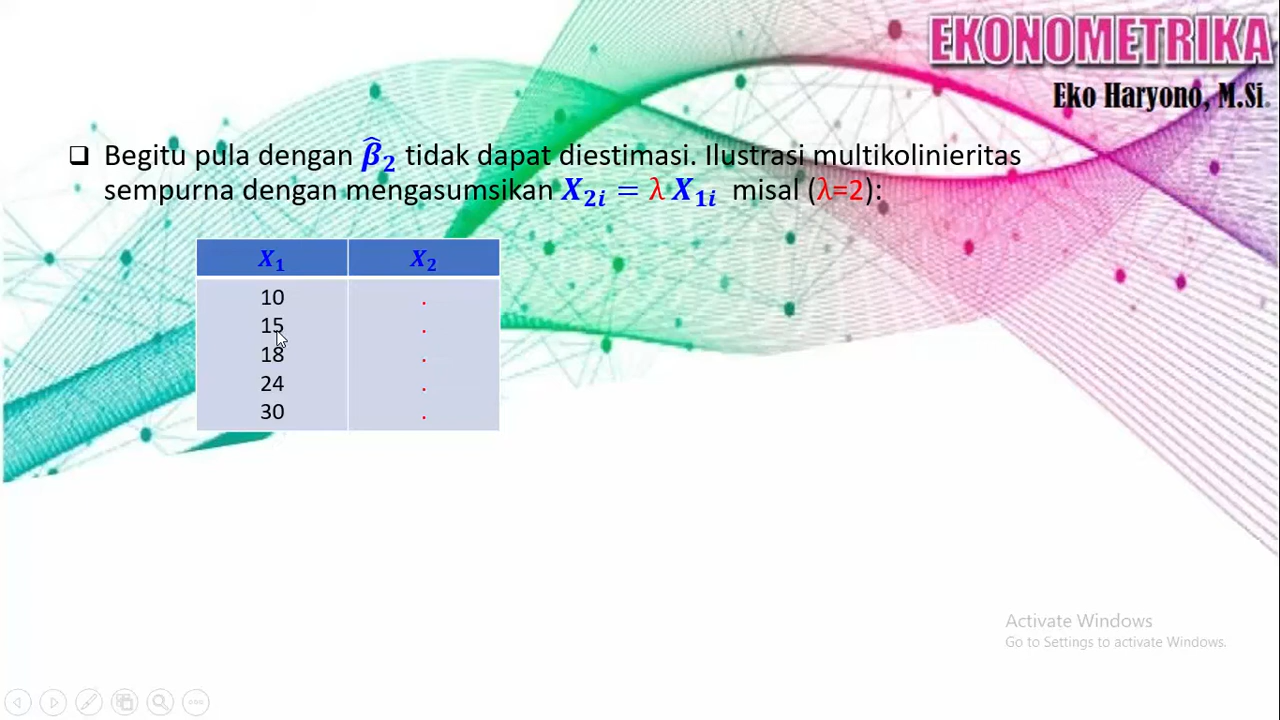 EKONOMETRIKA
Eko Haryono, M.Si.
❑ Begitu pula dengan β̂₂ tidak dapat diestimasi. Ilustrasi multikolinieritas
sempurna dengan mengasumsikan X₂ᵢ = λ X₁ᵢ misal (λ=2):
X₁ X₂
10 .
15 .
18 .
24 .
30 .
Activate Windows
Go to Settings to activate Windows.